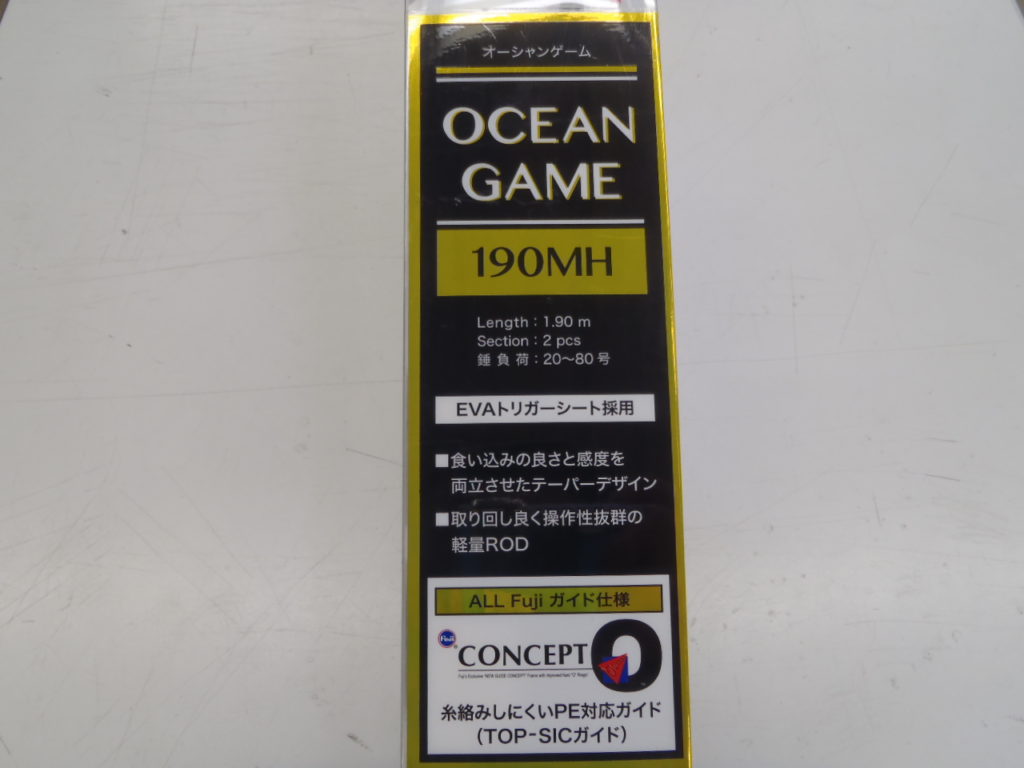 オーシャンゲーム
OCEAN
GAME
190MH
Length：1.90 m
Section：2 pcs
錘負荷：20～80号
EVAトリガーシート採用
■食い込みの良さと感度を
両立させたテーパーデザイン
■取り回し良く操作性抜群の
軽量ROD
ALL Fuji ガイド仕様
Fuji
CONCEPT O
糸絡みしにくいPE対応ガイド
（TOP-SICガイド）